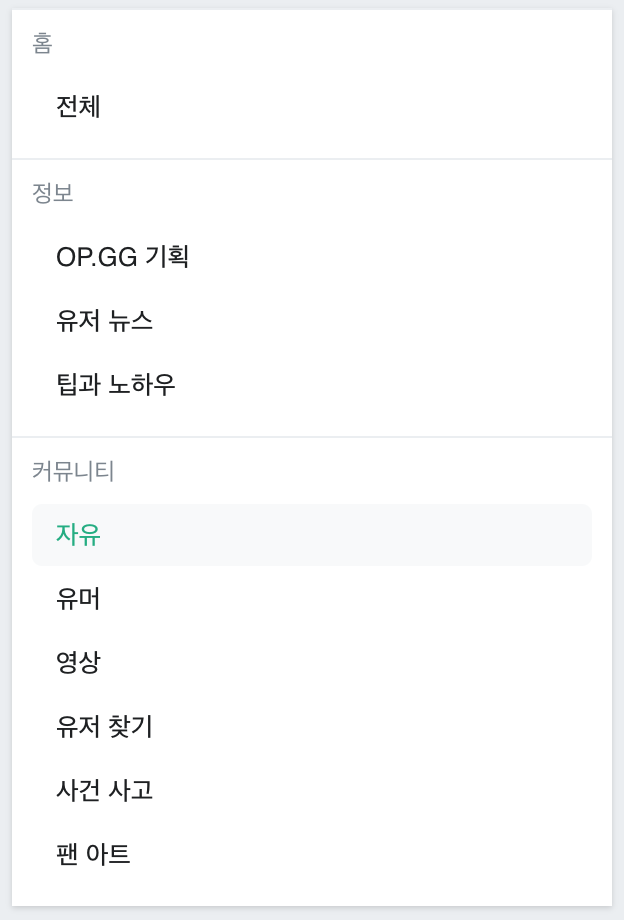 홈
전체
정보
OP.GG 기획
유저 뉴스
팁과 노하우
커뮤니티
자유
유머
영상
유저 찾기
사건 사고
팬 아트